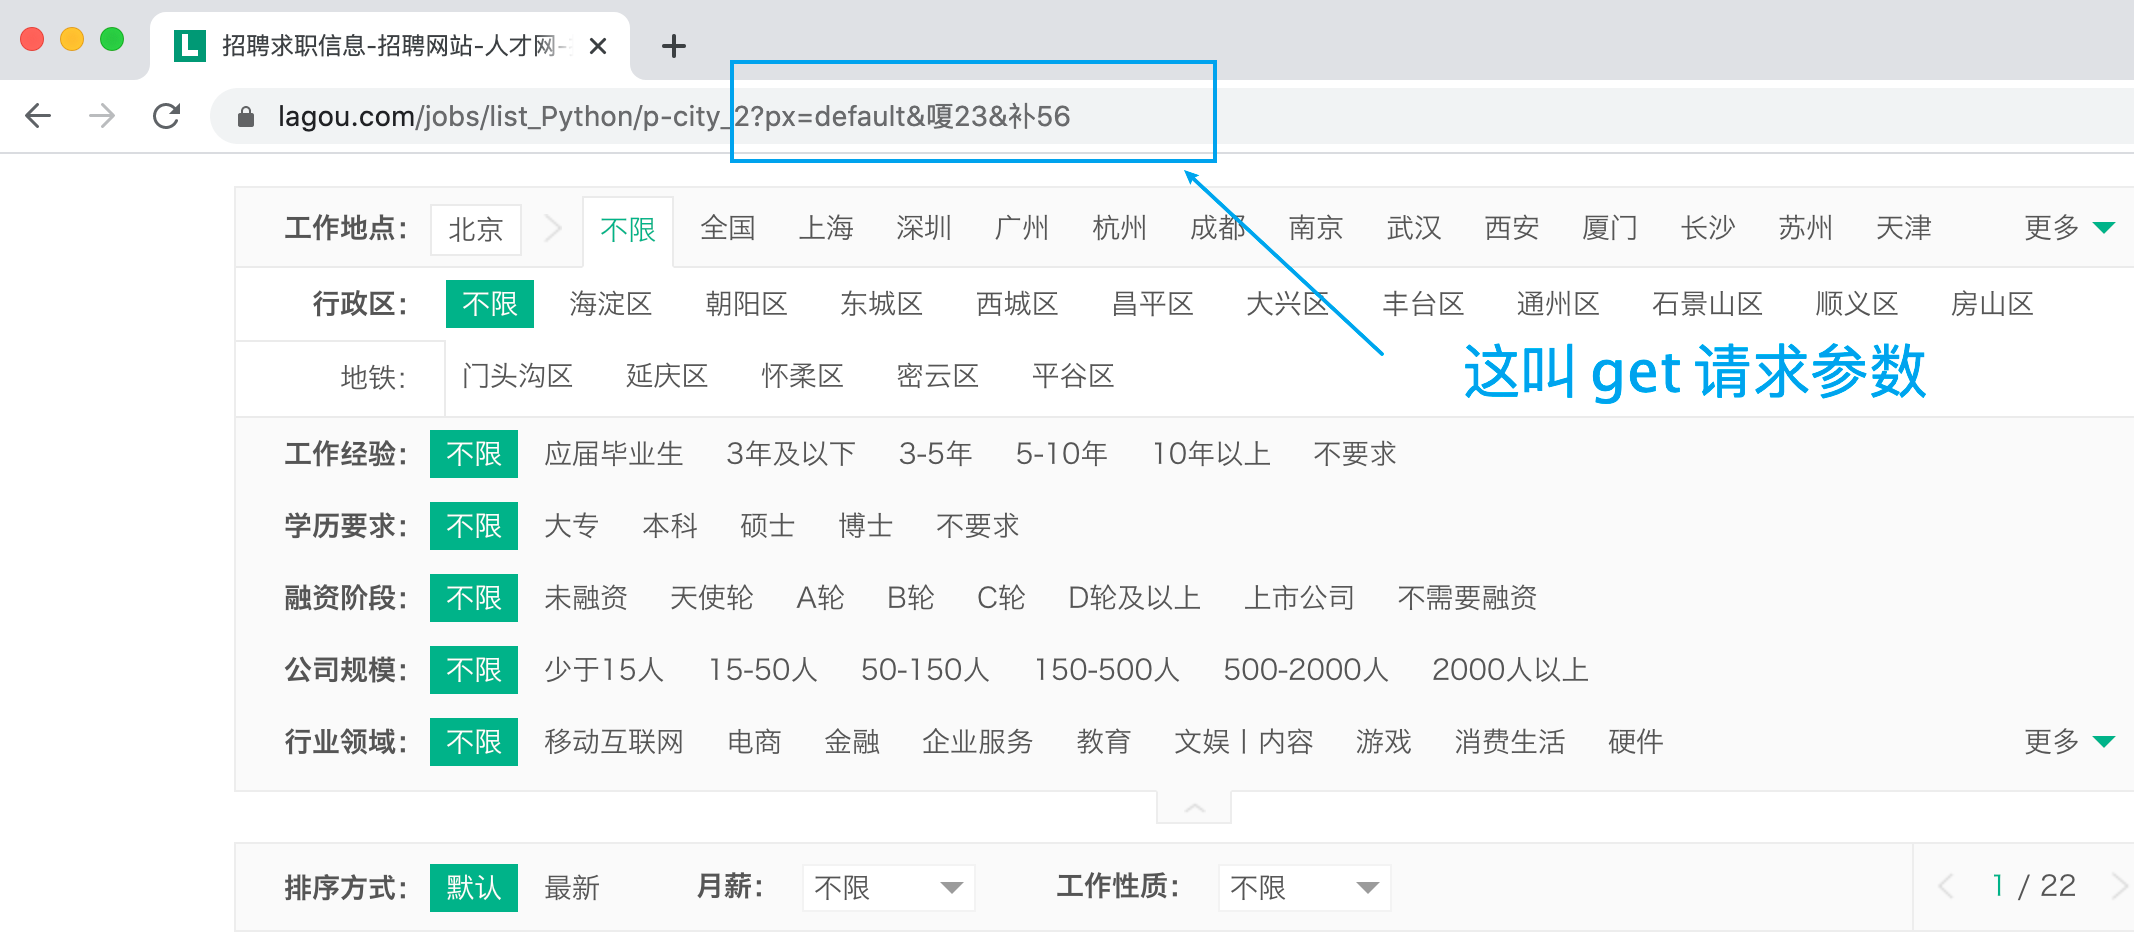 招聘求职信息-招聘网站-人才网-
lagou.com/jobs/list_Python/p-city_2?px=default&嗄23&补56
工作地点： 北京 不限 全国 上海 深圳 广州 杭州 成都 南京 武汉 西安 厦门 长沙 苏州 天津 更多
行政区： 不限 海淀区 朝阳区 东城区 西城区 昌平区 大兴区 丰台区 通州区 石景山区 顺义区 房山区
这叫 get 请求参数
地铁： 门头沟区 延庆区 怀柔区 密云区 平谷区
工作经验： 不限 应届毕业生 3年及以下 3-5年 5-10年 10年以上 不要求
学历要求： 不限 大专 本科 硕士 博士 不要求
融资阶段： 不限 未融资 天使轮 A轮 B轮 C轮 D轮及以上 上市公司 不需要融资
公司规模： 不限 少于15人 15-50人 50-150人 150-500人 500-2000人 2000人以上
行业领域： 不限 移动互联网 电商 金融 企业服务 教育 文娱丨内容 游戏 消费生活 硬件 更多
排序方式： 默认 最新 月薪： 不限 工作性质： 不限 1 / 22